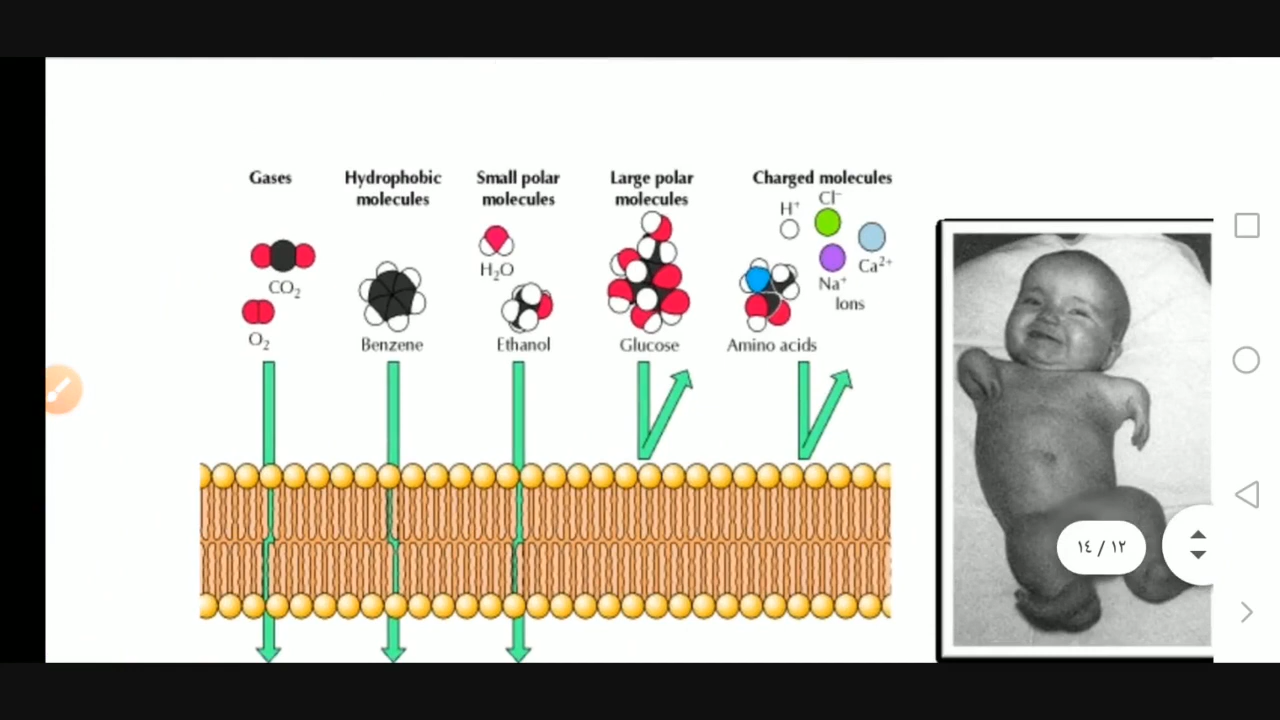 Gases
Hydrophobic
molecules
Small polar
molecules
Large polar
molecules
Charged molecules
H⁺
Cl⁻
Ca²⁺
Na⁺
Ions
CO₂
O₂
H₂O
Benzene
Ethanol
Glucose
Amino acids
١٤ / ١٢